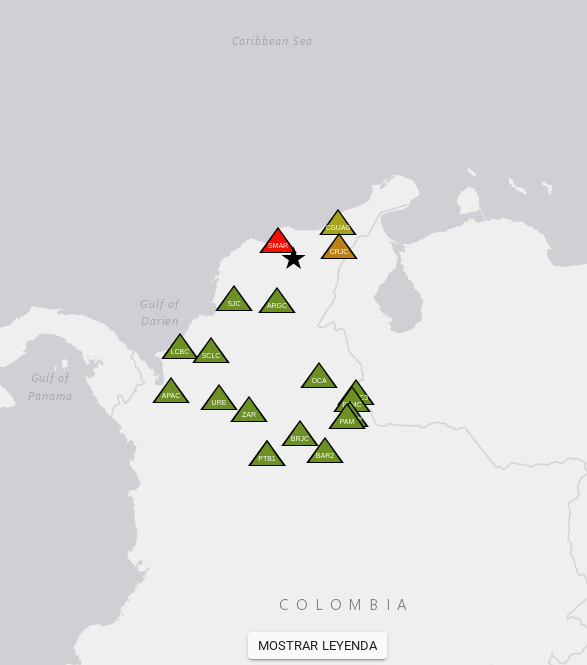 Caribbean Sea
CGUAG
SMAR
CRJC
SJC
ARGC
Gulf of
Darien
LCBC
SCLC
Gulf of
Panama
OCA
APAC
URE
ZAR
PAM
BRJC
PTB1
BAR2
COLOMBIA
MOSTRAR LEYENDA